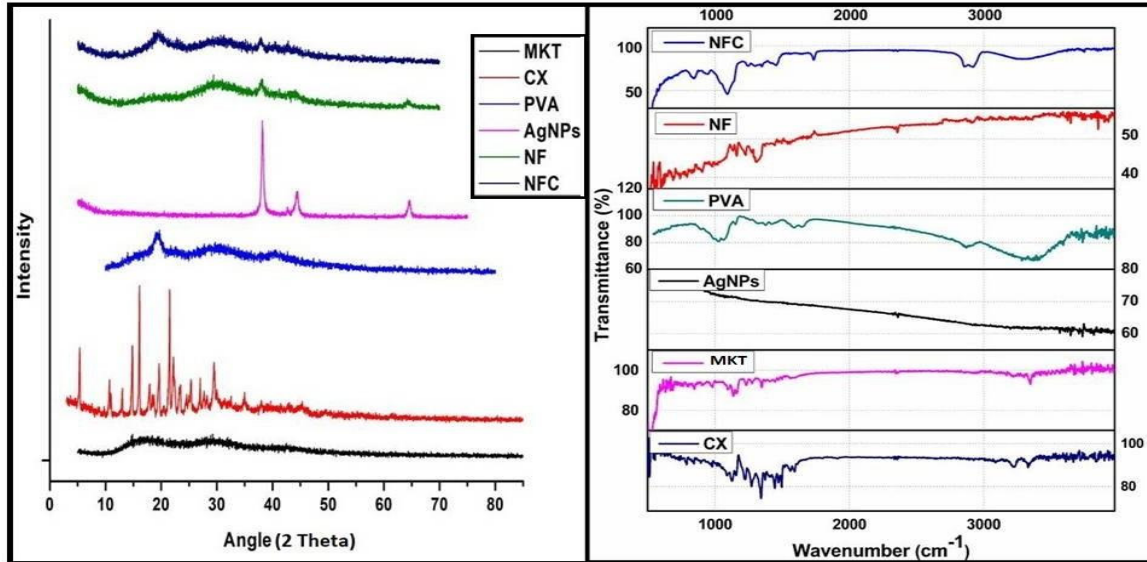 Intensity
MKT
CX
PVA
AgNPs
NF
NFC
0 10 20 30 40 50 60 70 80
Angle (2 Theta)
1000 2000 3000
Transmittance (%)
NFC
100
50
NF
50
40
120
PVA
100
80
60
80
AgNPs
70
60
MKT
100
80
CX
100
80
1000 2000 3000
Wavenumber (cm-1)